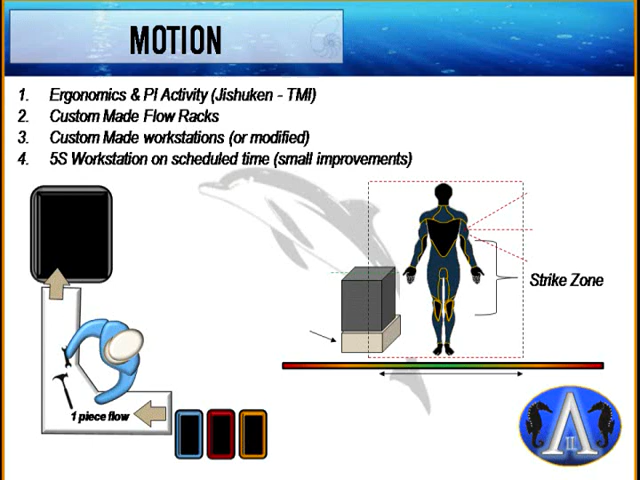 MOTION
1. Ergonomics & PI Activity (Jishuken - TMI)
2. Custom Made Flow Racks
3. Custom Made workstations (or modified)
4. 5S Workstation on scheduled time (small improvements)
Strike Zone
1 piece flow
Λ
II